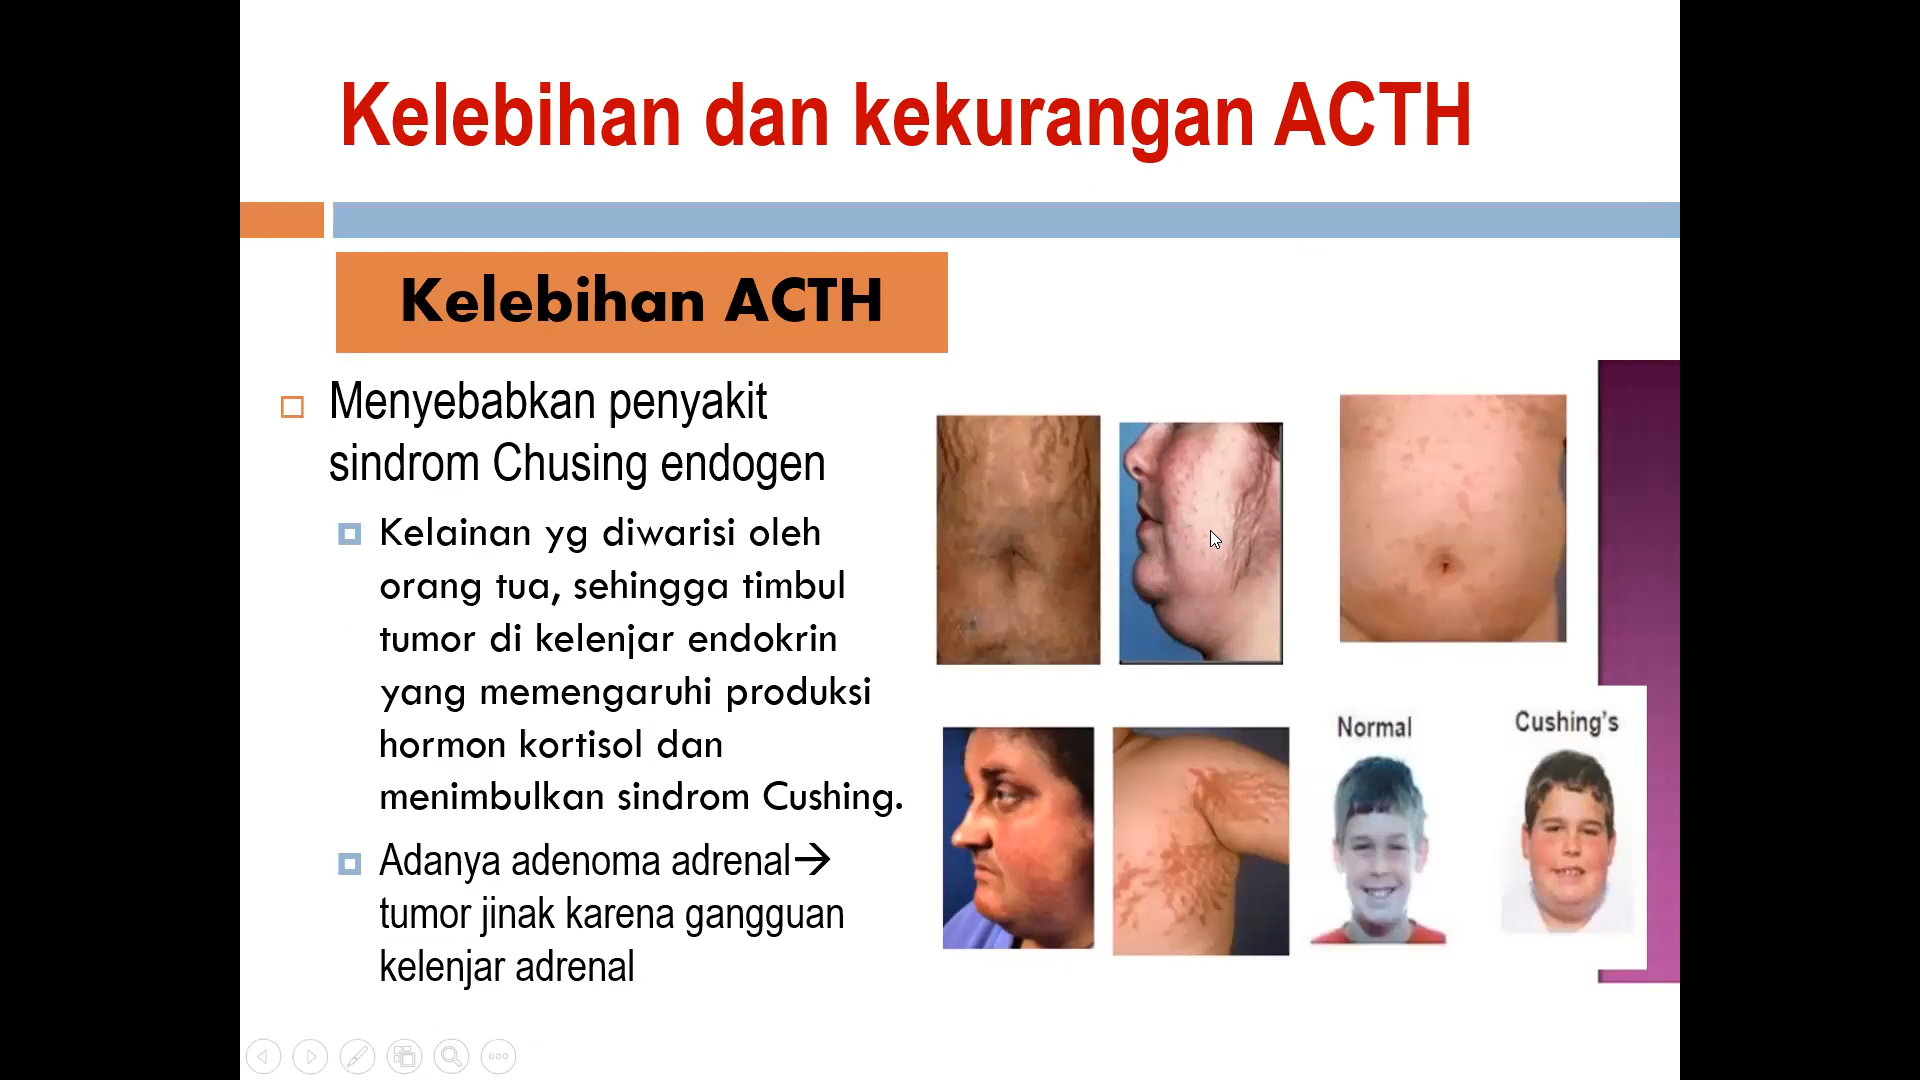 Kelebihan dan kekurangan ACTH
Kelebihan ACTH
Menyebabkan penyakit
sindrom Chusing endogen
Kelainan yg diwarisi oleh
orang tua, sehingga timbul
tumor di kelenjar endokrin
yang memengaruhi produksi
hormon kortisol dan
menimbulkan sindrom Cushing.
Adanya adenoma adrenal→
tumor jinak karena gangguan
kelenjar adrenal
Normal
Cushing's